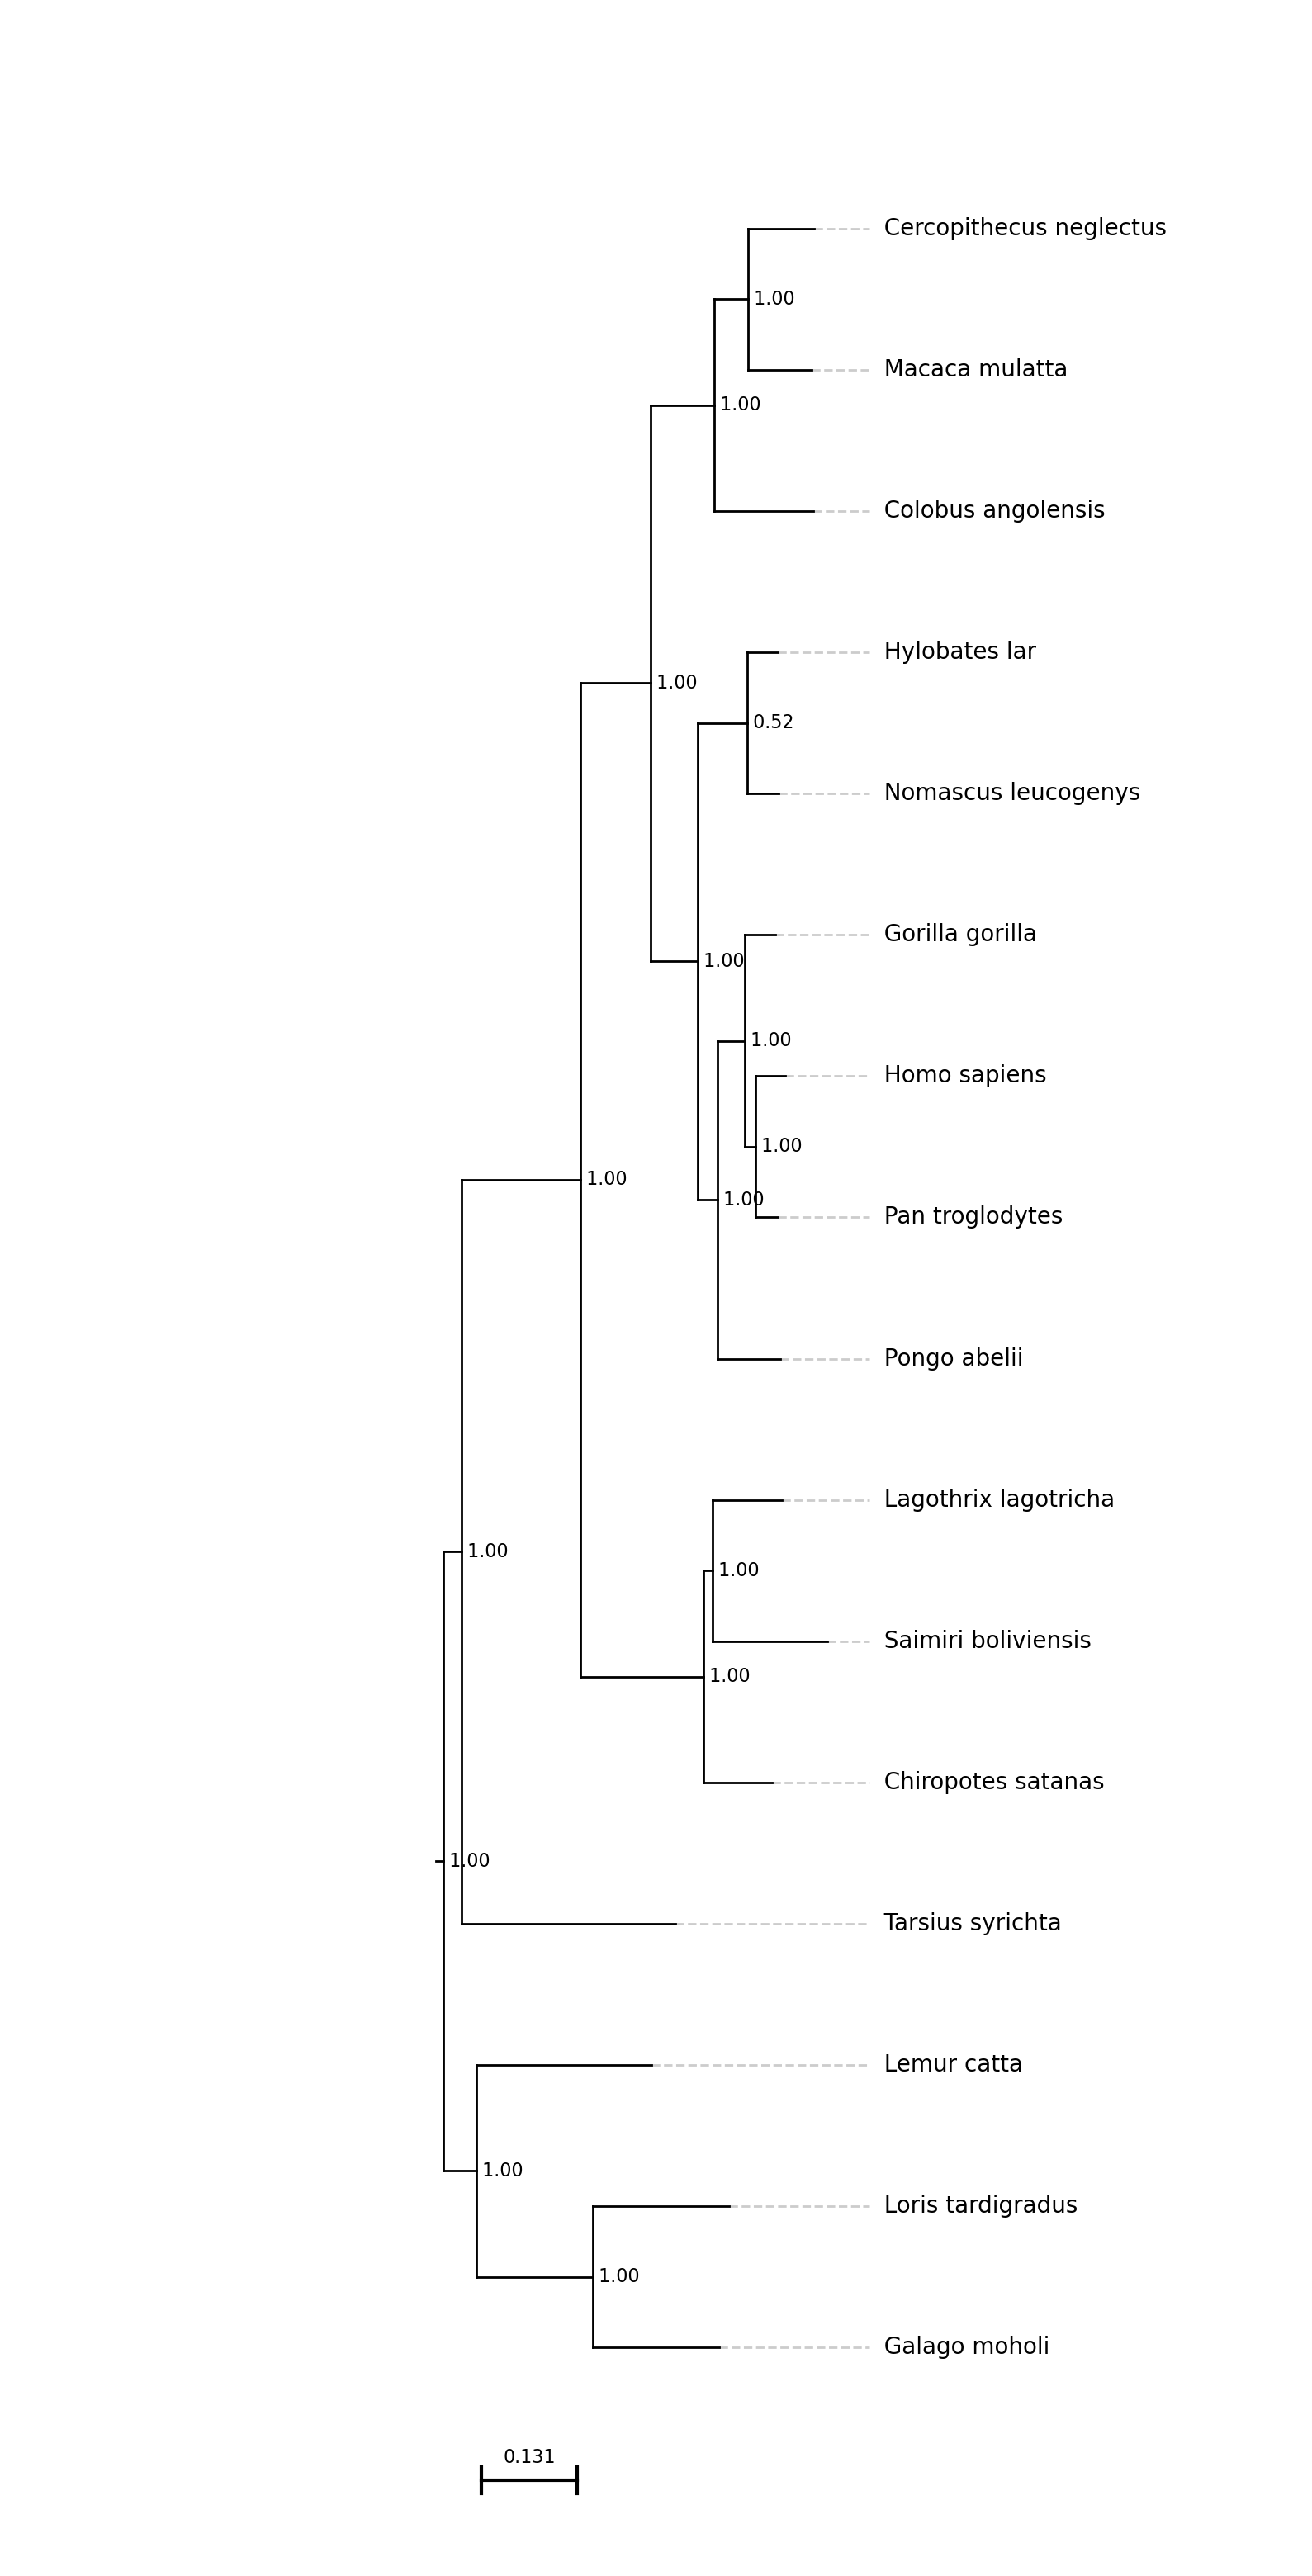 Cercopithecus neglectus
1.00
Macaca mulatta
1.00
Colobus angolensis
Hylobates lar
1.00
0.52
Nomascus leucogenys
Gorilla gorilla
1.00
1.00
Homo sapiens
1.00
1.00
1.00
Pan troglodytes
Pongo abelii
Lagothrix lagotricha
1.00
1.00
Saimiri boliviensis
1.00
Chiropotes satanas
1.00
Tarsius syrichta
Lemur catta
1.00
Loris tardigradus
1.00
Galago moholi
0.131